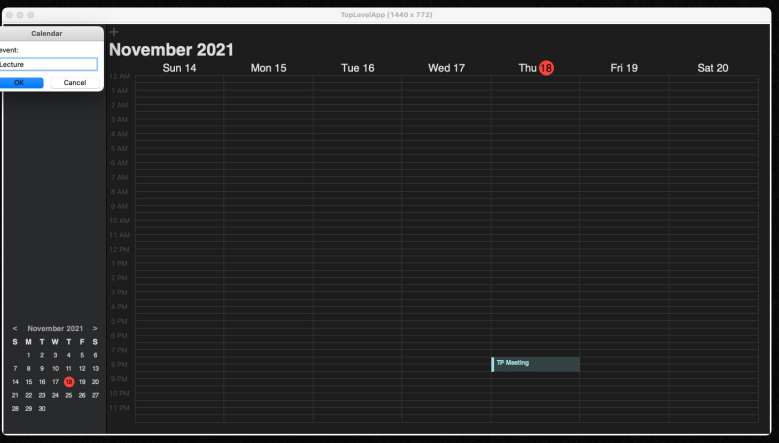 TopLevelApp (1440 x 772)
Calendar
event:
Lecture
OK Cancel
+
November 2021
Sun 14 Mon 15 Tue 16 Wed 17 Thu 18 Fri 19 Sat 20
12 AM
1 AM
2 AM
3 AM
4 AM
5 AM
6 AM
7 AM
8 AM
9 AM
10 AM
11 AM
12 PM
1 PM
2 PM
3 PM
4 PM
5 PM
6 PM
7 PM
8 PM TP Meeting
9 PM
10 PM
11 PM
< November 2021 >
S M T W T F S
1 2 3 4 5 6
7 8 9 10 11 12 13
14 15 16 17 18 19 20
21 22 23 24 25 26 27
28 29 30